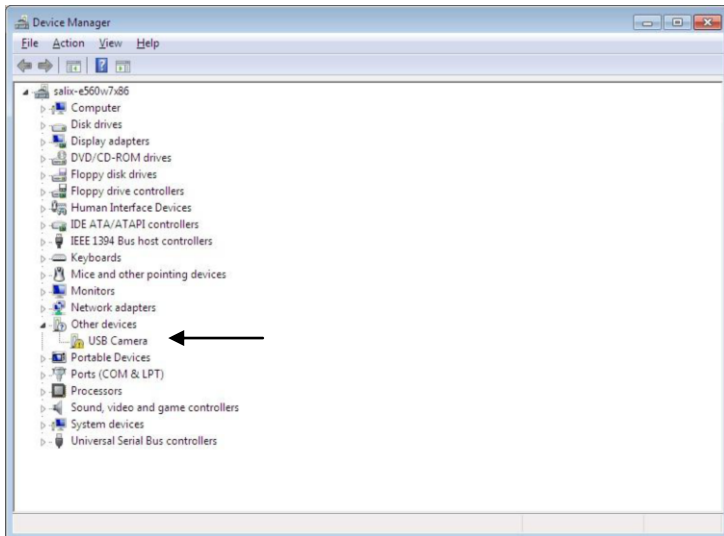 Device Manager
File Action View Help
salix-e560w7x86
Computer
Disk drives
Display adapters
DVD/CD-ROM drives
Floppy disk drives
Floppy drive controllers
Human Interface Devices
IDE ATA/ATAPI controllers
IEEE 1394 Bus host controllers
Keyboards
Mice and other pointing devices
Monitors
Network adapters
Other devices
USB Camera
Portable Devices
Ports (COM & LPT)
Processors
Sound, video and game controllers
System devices
Universal Serial Bus controllers